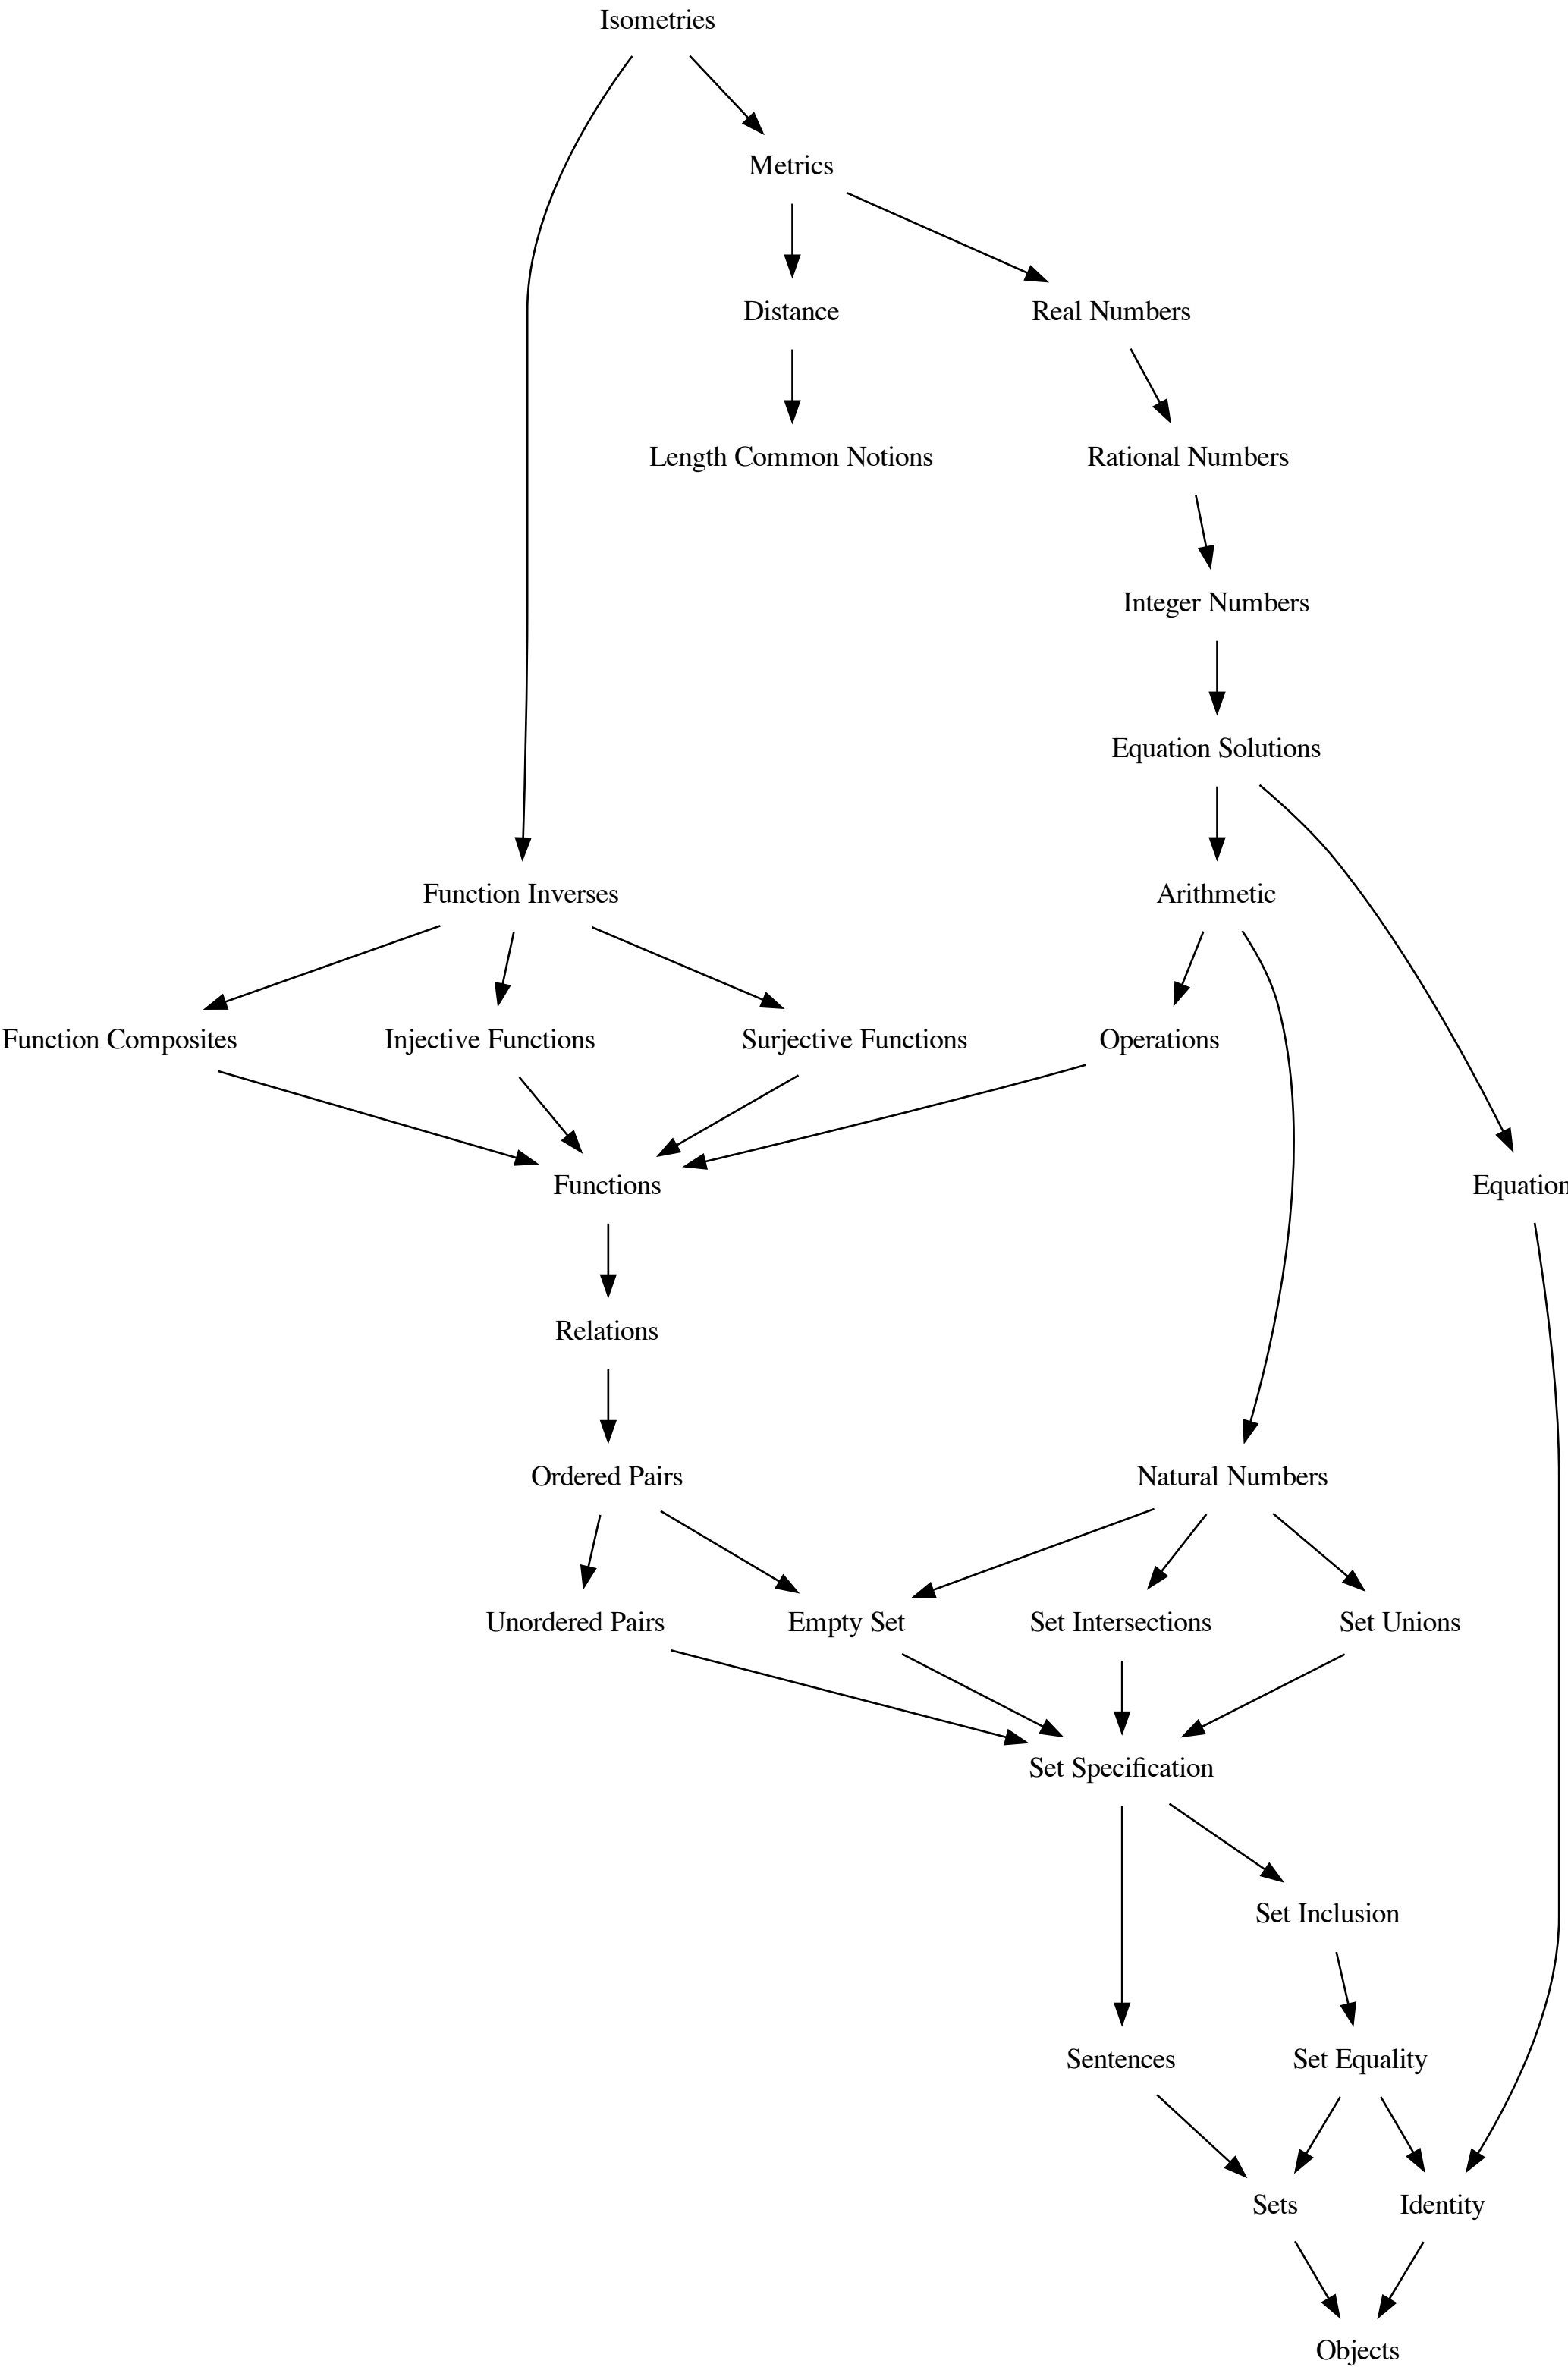 Isometries
Metrics
Distance
Real Numbers
Length Common Notions
Rational Numbers
Integer Numbers
Equation Solutions
Function Inverses
Arithmetic
Function Composites
Injective Functions
Surjective Functions
Operations
Functions
Equation
Relations
Ordered Pairs
Natural Numbers
Unordered Pairs
Empty Set
Set Intersections
Set Unions
Set Specification
Set Inclusion
Sentences
Set Equality
Sets
Identity
Objects